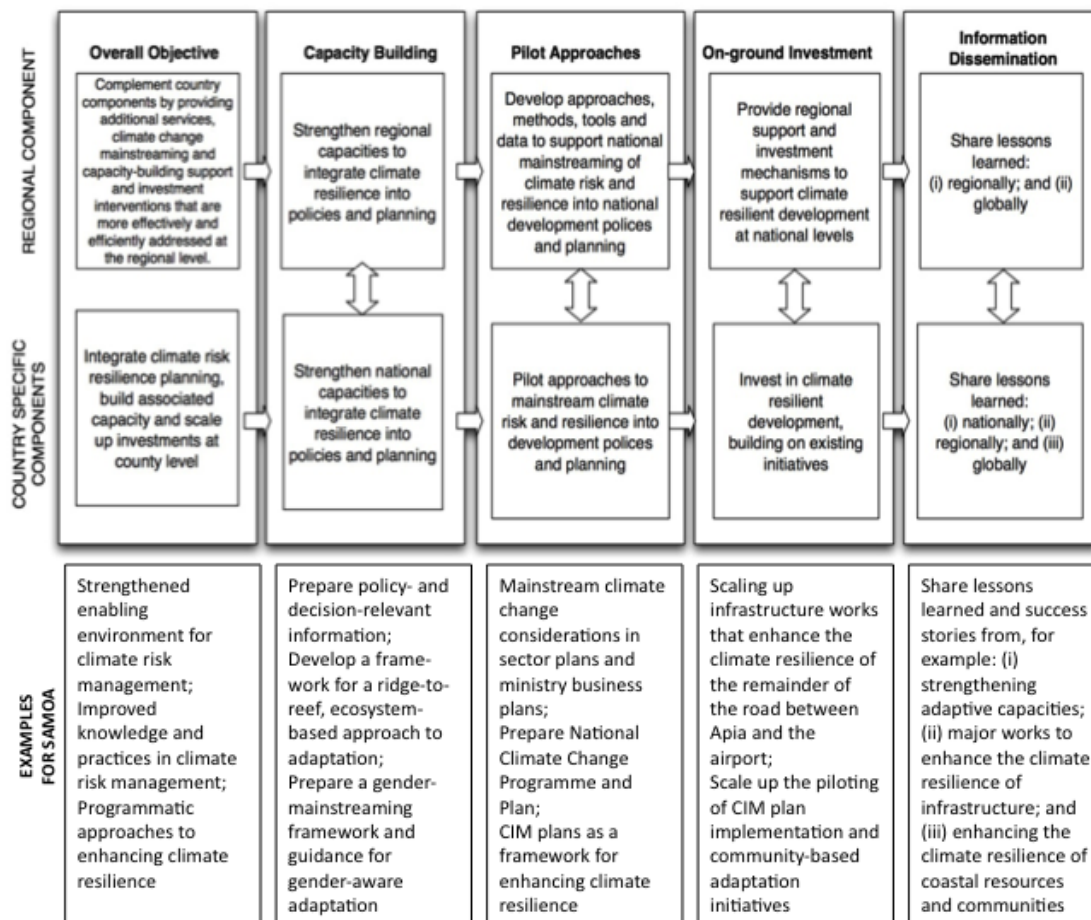 REGIONAL COMPONENT
Overall Objective
Complement country
components by providing
additional services,
climate change
mainstreaming and
capacity-building support
and investment
interventions that are
more effectively and
efficiently addressed at
the regional level.
Capacity Building
Strengthen regional
capacities to
integrate climate
resilience into
policies and planning
Pilot Approaches
Develop approaches,
methods, tools and
data to support national
mainstreaming of
climate risk and
resilience into national
development polices
and planning
On-ground Investment
Provide regional
support and
investment
mechanisms to
support climate
resilient development
at national levels
Information
Dissemination
Share lessons
learned:
(i) regionally; and (ii)
globally
COUNTRY SPECIFIC
COMPONENTS
Integrate climate risk
resilience planning,
build associated
capacity and scale
up investments at
county level
Strengthen national
capacities to
integrate climate
resilience into
policies and planning
Pilot approaches to
mainstream climate
risk and resilience into
development polices
and planning
Invest in climate
resilient
development,
building on existing
initiatives
Share lessons
learned:
(i) nationally; (ii)
regionally; and (iii)
globally
EXAMPLES
FOR SAMOA
Strengthened
enabling
environment for
climate risk
management;
Improved
knowledge and
practices in climate
risk management;
Programmatic
approaches to
enhancing climate
resilience
Prepare policy- and
decision-relevant
information;
Develop a frame-
work for a ridge-to-
reef, ecosystem-
based approach to
adaptation;
Prepare a gender-
mainstreaming
framework and
guidance for
gender-aware
adaptation
Mainstream climate
change
considerations in
sector plans and
ministry business
plans;
Prepare National
Climate Change
Programme and
Plan;
CIM plans as a
framework for
enhancing climate
resilience
Scaling up
infrastructure works
that enhance the
climate resilience of
the remainder of
the road between
Apia and the
airport;
Scale up the piloting
of CIM plan
implementation and
community-based
adaptation
initiatives
Share lessons
learned and success
stories from, for
example: (i)
strengthening
adaptive capacities;
(ii) major works to
enhance the climate
resilience of
infrastructure; and
(iii) enhancing the
climate resilience of
coastal resources
and communities